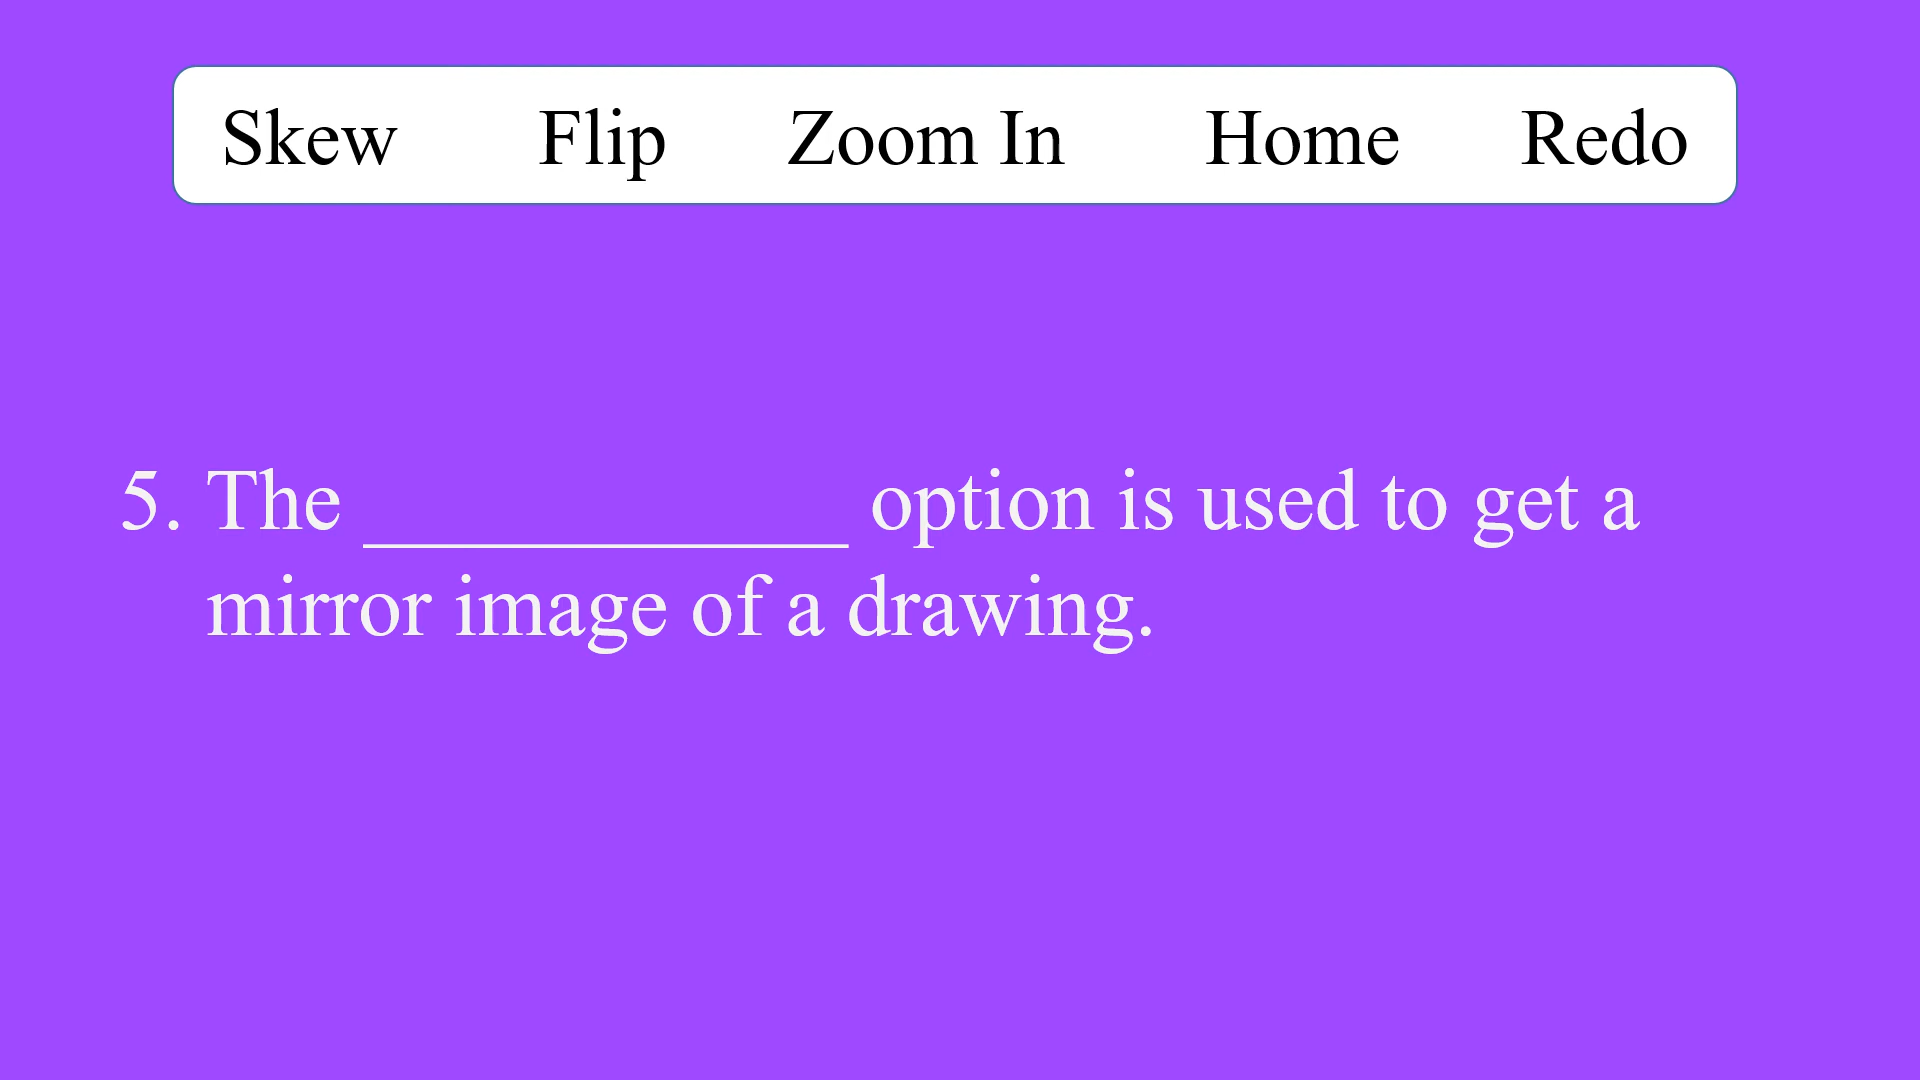 Skew Flip Zoom In Home Redo
5. The ____________ option is used to get a
mirror image of a drawing.